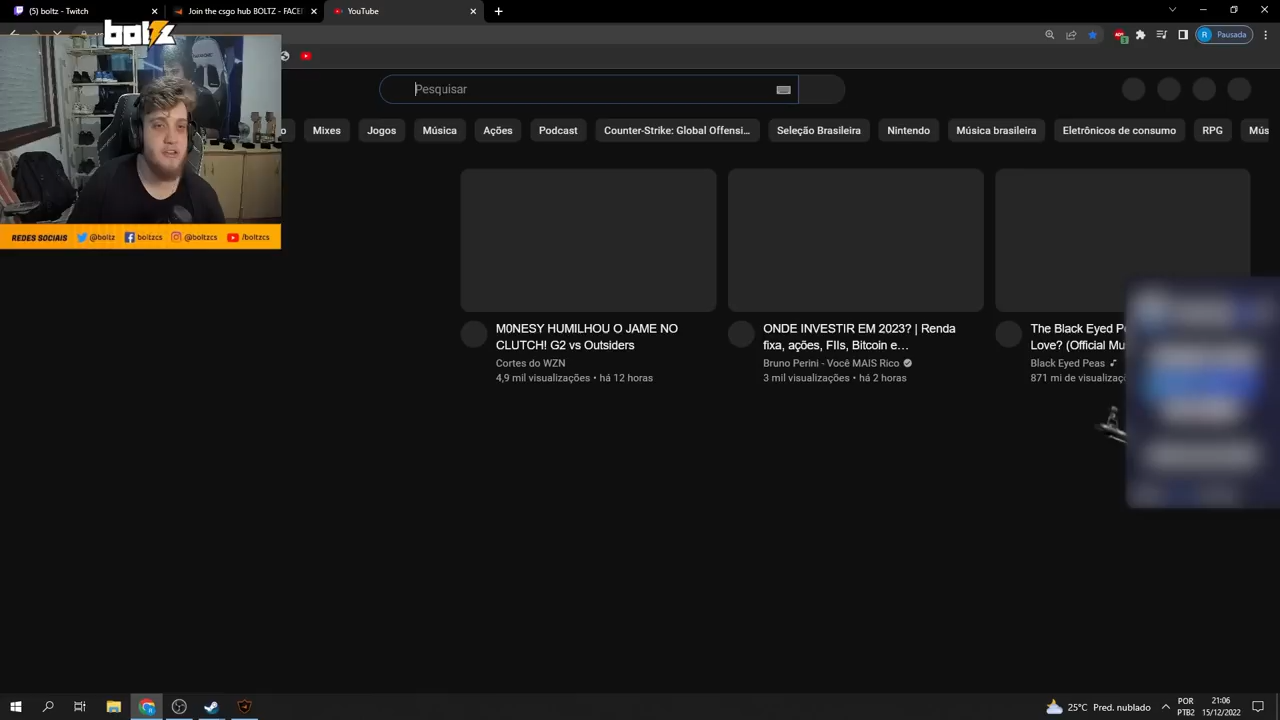 (5) boltz - Twitch
Join the csgo hub BOLTZ - FACEI
YouTube
boltz
Pausada
Pesquisar
Mixes
Jogos
Música
Ações
Podcast
Counter-Strike: Global Offensi...
Seleção Brasileira
Nintendo
Música brasileira
Eletrônicos de consumo
RPG
Mús
REDES SOCIAIS
@boltz
boltzcs
@boltzcs
/boltzcs
M0NESY HUMILHOU O JAME NO
CLUTCH! G2 vs Outsiders
Cortes do WZN
4,9 mil visualizações • há 12 horas
ONDE INVESTIR EM 2023? | Renda
fixa, ações, FIIs, Bitcoin e...
Bruno Perini - Você MAIS Rico
3 mil visualizações • há 2 horas
The Black Eyed P
Love? (Official Mu
Black Eyed Peas
871 mi de visualizaç
25°C Pred. nublado
POR
PTB2
21:06
15/12/2022